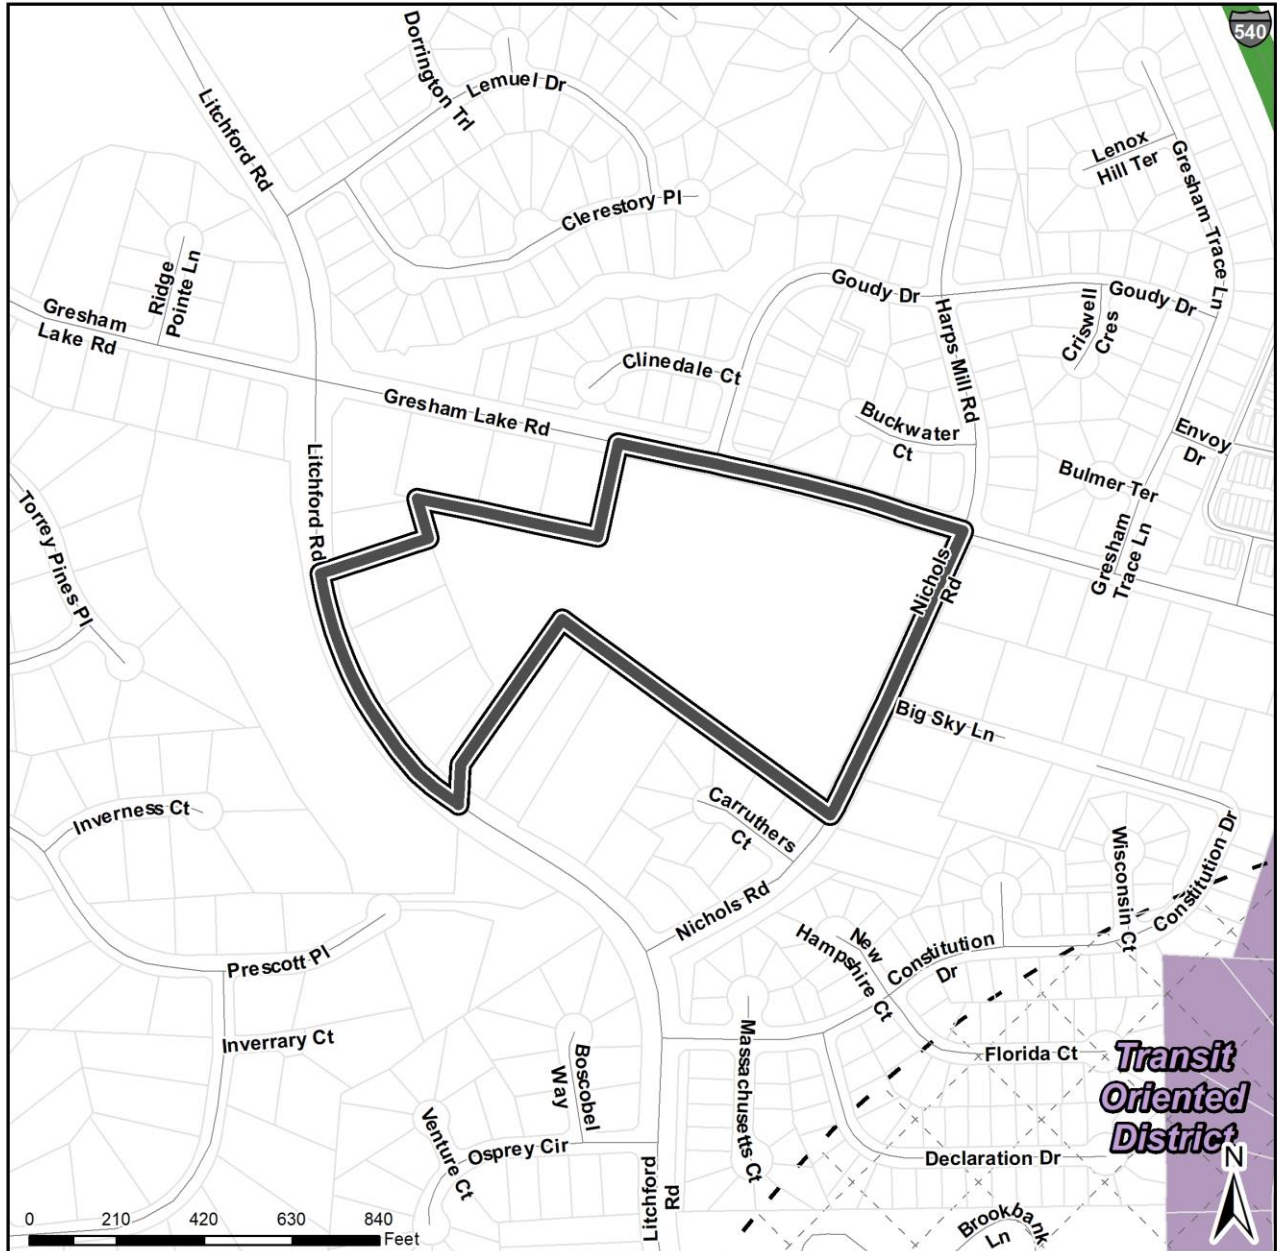 540
Dorrington Trl
Lemuel Dr
Litchford Rd
Lenox
Hill Ter
Gresham Trace Ln
Clerestory Pl
Ridge
Pointe Ln
Goudy Dr
Goudy Dr
Criswell
Cres
Gresham
Lake Rd
Harps Mill Rd
Clinedale Ct
Gresham Lake Rd
Buckwater
Ct
Envoy
Dr
Litchford Rd
Bulmer Ter
Torrey Pines Pl
Gresham
Trace Ln
Nichols
Rd
Big Sky Ln
Inverness Ct
Carruthers
Ct
Wisconsin Ct
Constitution Dr
Nichols Rd
New
Hampshire Ct
Constitution
Dr
Prescott Pl
Inverrary Ct
Massachusetts Ct
Florida Ct
Boscobel
Way
Transit
Oriented
District
Venture Ct
Osprey Cir
Declaration Dr
Litchford
Rd
Brookbank
Ln
N
0 210 420 630 840
Feet